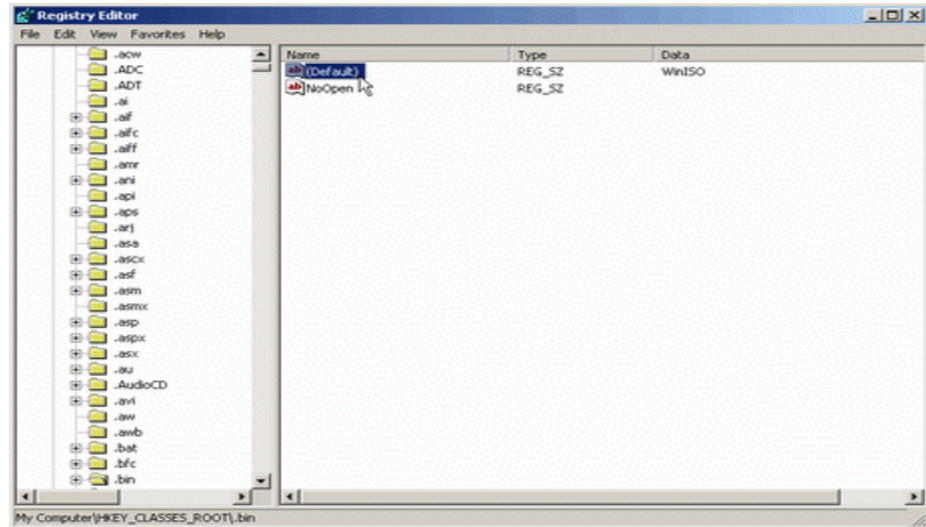 Registry Editor
File Edit View Favorites Help
.acw
.ADC
.ADT
.ai
.aif
.aifc
.aiff
.amr
.ani
.api
.aps
.arj
.asa
.ascx
.asf
.asm
.asmx
.asp
.aspx
.asx
.au
.AudioCD
.avi
.aw
.awb
.bat
.bfc
.bin
Name Type Data
ab (Default) REG_SZ WinISO
ab NoOpen REG_SZ
My Computer\HKEY_CLASSES_ROOT\.bin